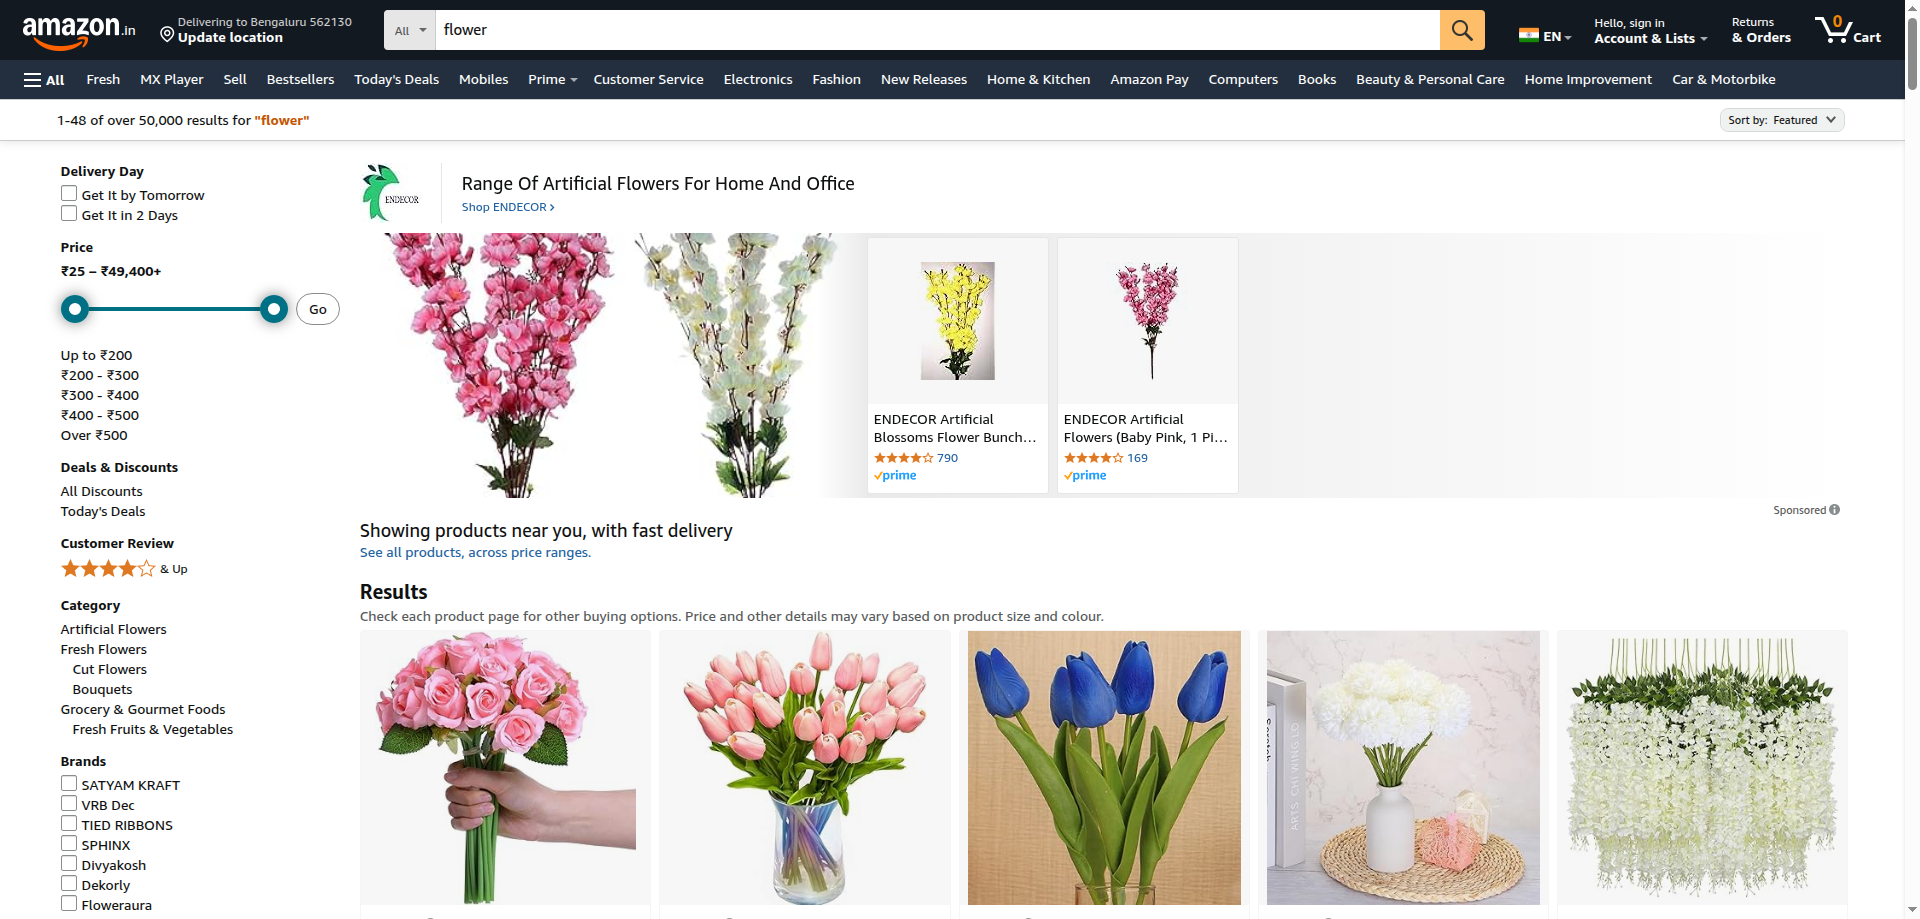 amazon.in
Delivering to Bengaluru 562130
Update location
All
flower
EN
Hello, sign in
Account & Lists
Returns
& Orders
0
Cart
All
Fresh
MX Player
Sell
Bestsellers
Today's Deals
Mobiles
Prime
Customer Service
Electronics
Fashion
New Releases
Home & Kitchen
Amazon Pay
Computers
Books
Beauty & Personal Care
Home Improvement
Car & Motorbike
1-48 of over 50,000 results for "flower"
Sort by: Featured
Delivery Day
Get It by Tomorrow
Get It in 2 Days
Price
₹25 – ₹49,400+
Go
Up to ₹200
₹200 - ₹300
₹300 - ₹400
₹400 - ₹500
Over ₹500
Deals & Discounts
All Discounts
Today's Deals
Customer Review
& Up
Category
Artificial Flowers
Fresh Flowers
Cut Flowers
Bouquets
Grocery & Gourmet Foods
Fresh Fruits & Vegetables
Brands
SATYAM KRAFT
VRB Dec
TIED RIBBONS
SPHINX
Divyakosh
Dekorly
Floweraura
ENDECOR
Range Of Artificial Flowers For Home And Office
Shop ENDECOR ›
ENDECOR Artificial
Blossoms Flower Bunch...
790
prime
ENDECOR Artificial
Flowers (Baby Pink, 1 Pi...
169
prime
Sponsored
Showing products near you, with fast delivery
See all products, across price ranges.
Results
Check each product page for other buying options. Price and other details may vary based on product size and colour.
ARTS CHI WING LO